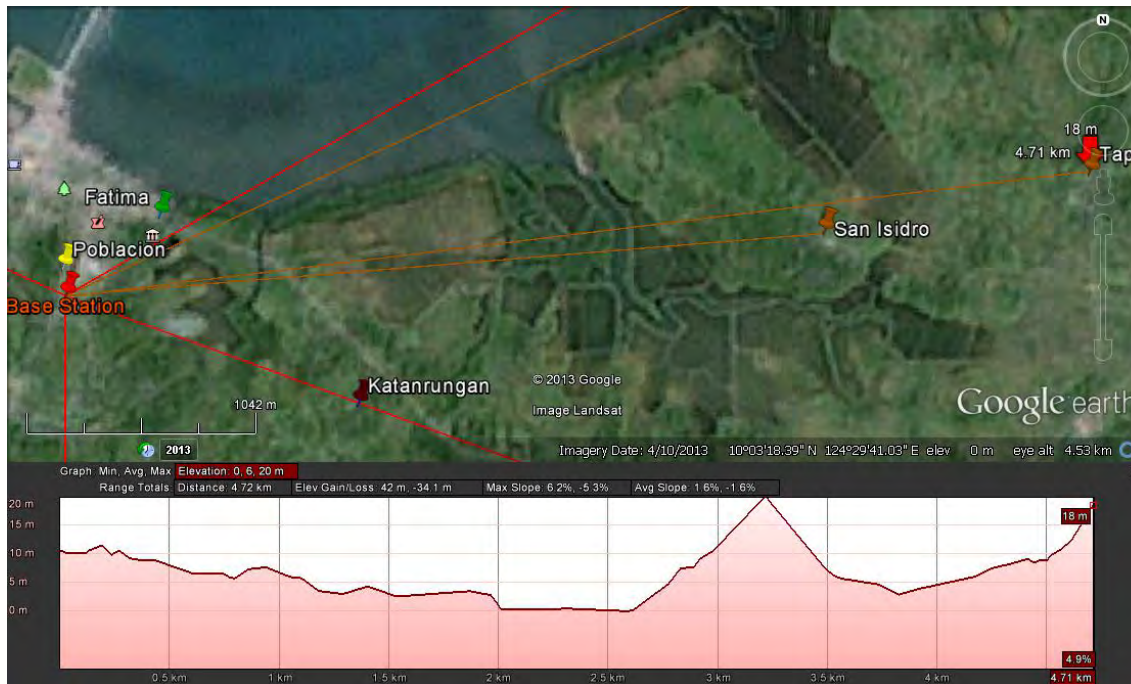 N
18 m
4.71 km
Tap
Fatima
San Isidro
Poblacion
Base Station
Katanrungan
© 2013 Google
1042 m
Image Landsat
Google earth
2013
Imagery Date: 4/10/2013 10°03'18.39" N 124°29'41.03" E elev 0 m eye alt 4.53 km
Graph: Min, Avg, Max Elevation: 0, 6, 20 m
Range Totals: Distance: 4.72 km Elev Gain/Loss: 42 m, -34.1 m Max Slope: 6.2%, -5.3% Avg Slope: 1.6%, -1.6%
20 m
18 m
15 m
10 m
5 m
0 m
4.9%
0.5 km 1 km 1.5 km 2 km 2.5 km 3 km 3.5 km 4 km 4.71 km